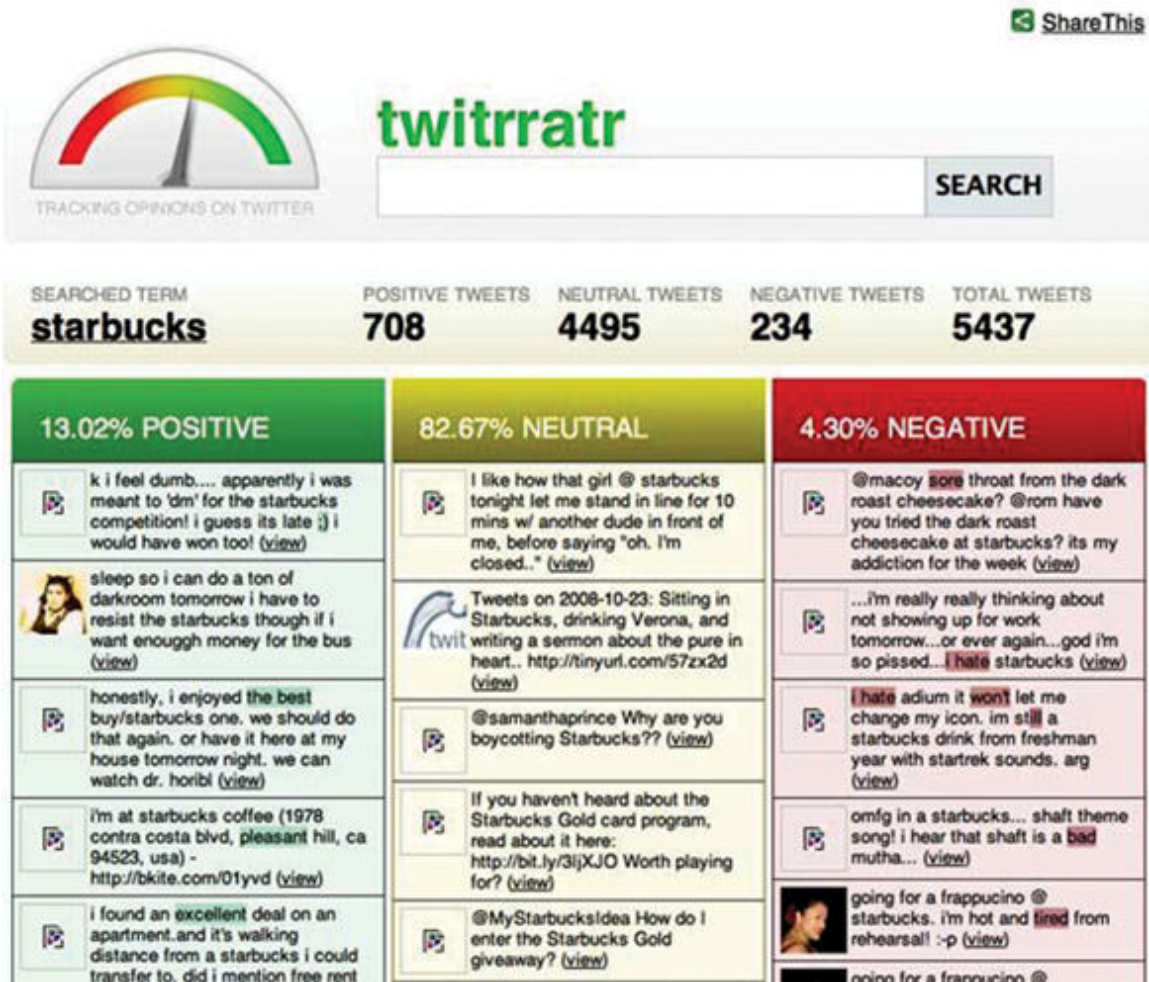 ShareThis
twitrratr
SEARCH
TRACKING OPINIONS ON TWITTER
SEARCHED TERM
starbucks
POSITIVE TWEETS
708
NEUTRAL TWEETS
4495
NEGATIVE TWEETS
234
TOTAL TWEETS
5437
13.02% POSITIVE
k i feel dumb.... apparently i was
meant to 'dm' for the starbucks
competition! i guess its late ;) i
would have won too! (view)
sleep so i can do a ton of
darkroom tomorrow i have to
resist the starbucks though if i
want enouggh money for the bus
(view)
honestly, i enjoyed the best
buy/starbucks one. we should do
that again. or have it here at my
house tomorrow night. we can
watch dr. horibl (view)
i'm at starbucks coffee (1978
contra costa blvd, pleasant hill, ca
94523, usa) -
http://bkite.com/01yvd (view)
i found an excellent deal on an
apartment.and it's walking
distance from a starbucks i could
transfer to. did i mention free rent
82.67% NEUTRAL
I like how that girl @ starbucks
tonight let me stand in line for 10
mins w/ another dude in front of
me, before saying "oh. I'm
closed.." (view)
twit
Tweets on 2008-10-23: Sitting in
Starbucks, drinking Verona, and
writing a sermon about the pure in
heart.. http://tinyurl.com/57zx2d
(view)
@samanthaprince Why are you
boycotting Starbucks?? (view)
If you haven't heard about the
Starbucks Gold card program,
read about it here:
http://bit.ly/3ljXJO Worth playing
for? (view)
@MyStarbucksIdea How do I
enter the Starbucks Gold
giveaway? (view)
4.30% NEGATIVE
@macoy sore throat from the dark
roast cheesecake? @rom have
you tried the dark roast
cheesecake at starbucks? its my
addiction for the week (view)
...i'm really really thinking about
not showing up for work
tomorrow...or ever again...god i'm
so pissed...i hate starbucks (view)
i hate adium it won't let me
change my icon. im still a
starbucks drink from freshman
year with startrek sounds. arg
(view)
omfg in a starbucks... shaft theme
song! i hear that shaft is a bad
mutha... (view)
going for a frappucino @
starbucks. i'm hot and tired from
rehearsal! :-p (view)
going for a frappucino @